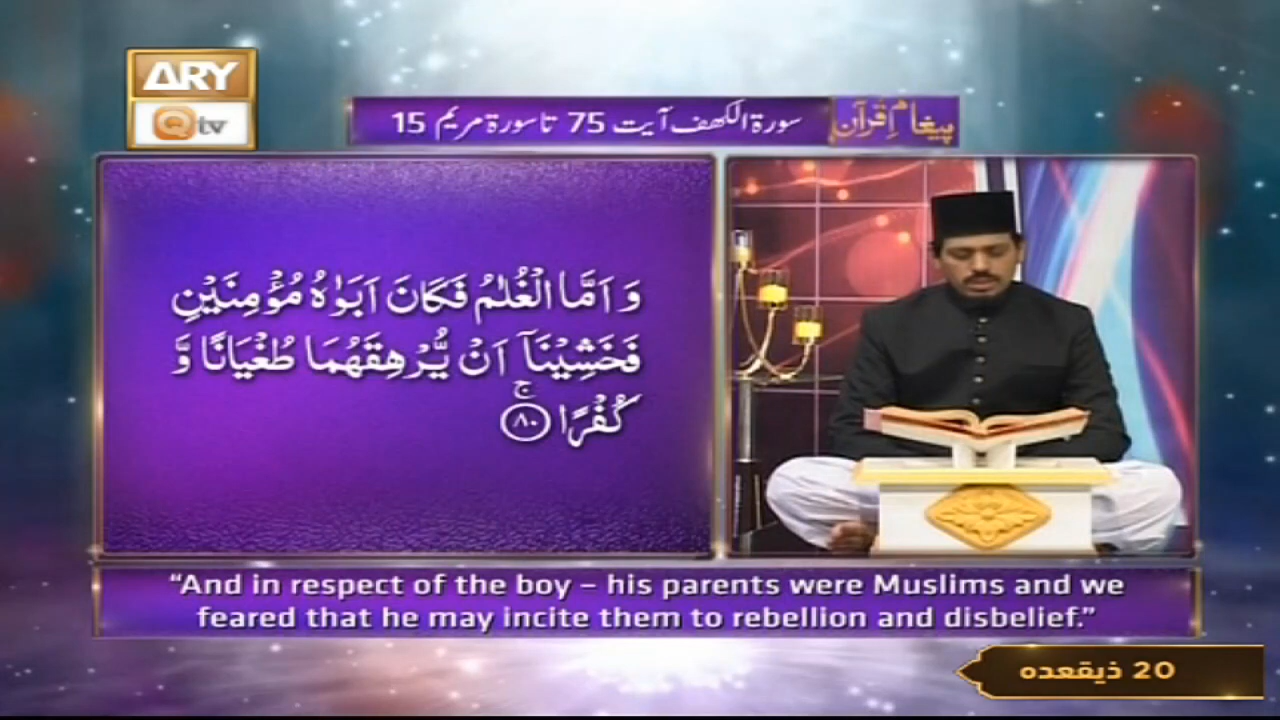 ARY
Qtv
پیغام قرآن
سورۃ الکھف آیت 75 تا سورۃ مریم 15
وَ اَمَّا الْغُلٰمُ فَكَانَ اَبَوٰهُ مُؤْمِنَیْنِ
فَخَشِیْنَاۤ اَنْ یُّرْهِقَهُمَا طُغْیَانًا وَّ
كُفْرًاۚ ۝۸۰
“And in respect of the boy – his parents were Muslims and we
feared that he may incite them to rebellion and disbelief.”
20 ذیقعدہ